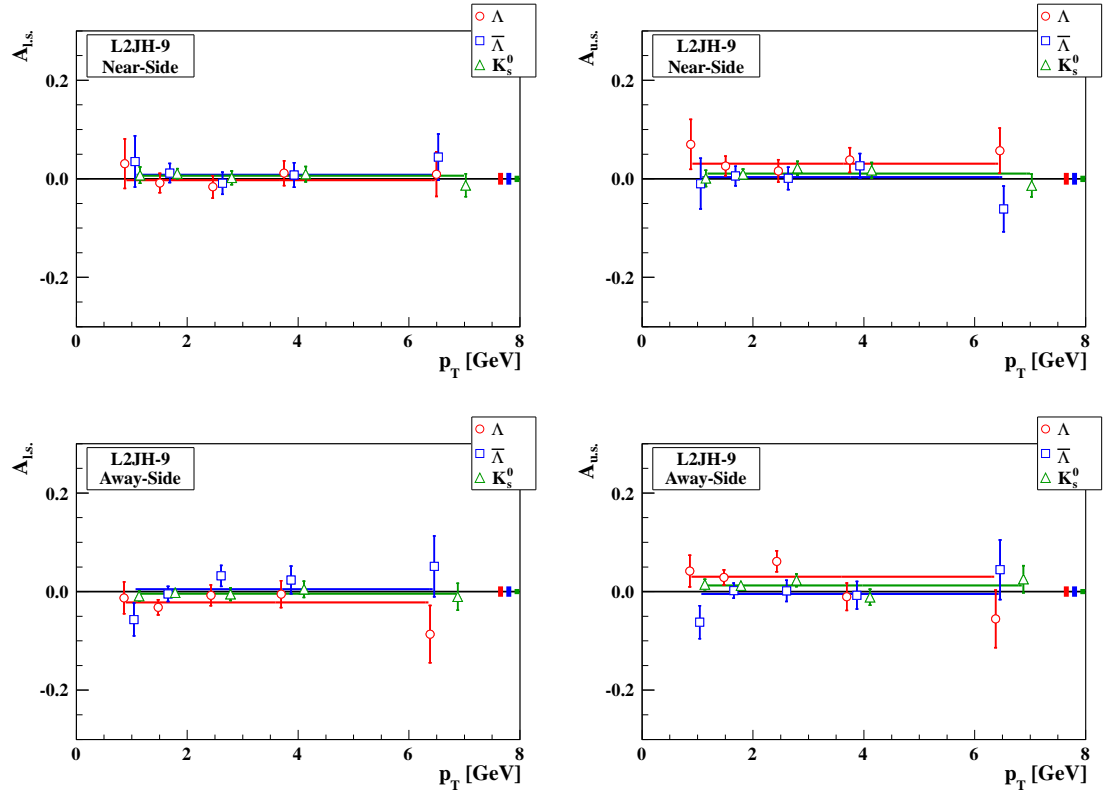 A_{l.s.}
L2JH-9
Near-Side
Λ
Λ̅
K_s^0
0.2
0.0
-0.2
0 2 4 6 8
p_T [GeV]
A_{u.s.}
L2JH-9
Near-Side
Λ
Λ̅
K_s^0
0.2
0.0
-0.2
0 2 4 6 8
p_T [GeV]
A_{l.s.}
L2JH-9
Away-Side
Λ
Λ̅
K_s^0
0.2
0.0
-0.2
0 2 4 6 8
p_T [GeV]
A_{u.s.}
L2JH-9
Away-Side
Λ
Λ̅
K_s^0
0.2
0.0
-0.2
0 2 4 6 8
p_T [GeV]